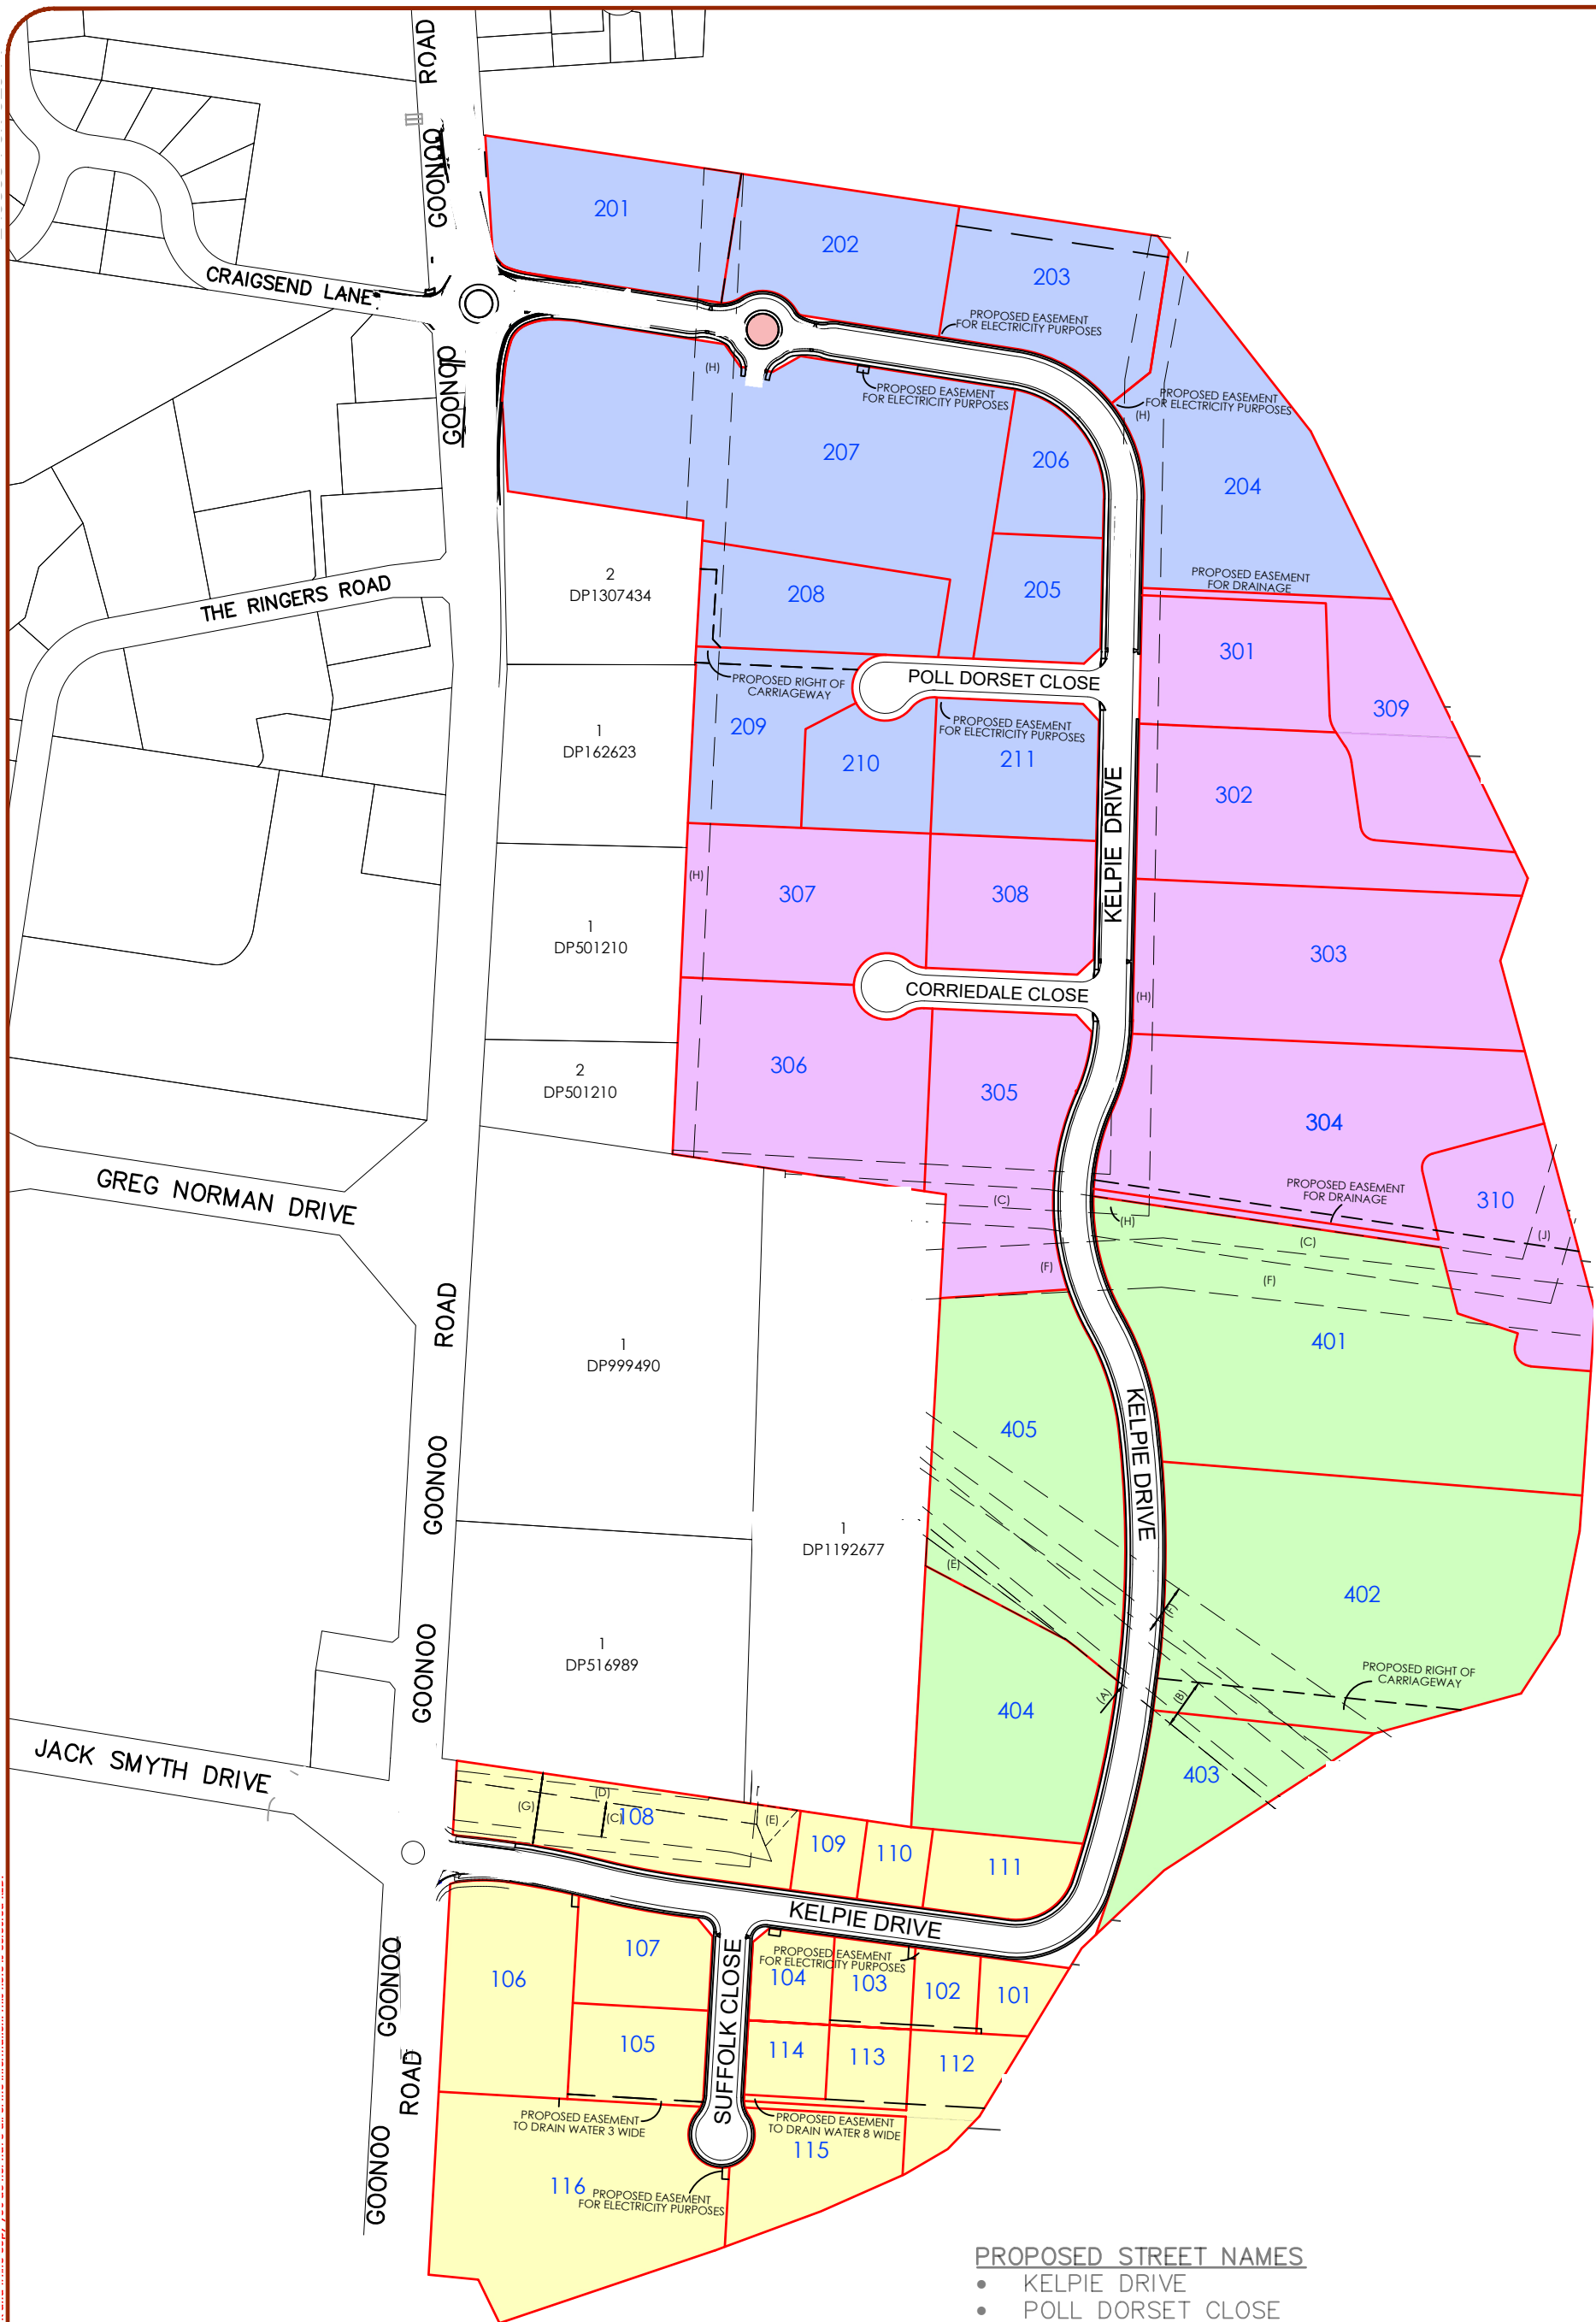 ROAD
GOONOO
CRAIGSEND LANE
GOONOO
THE RINGERS ROAD
201
202
203
PROPOSED EASEMENT
FOR ELECTRICITY PURPOSES
(H)
PROPOSED EASEMENT
FOR ELECTRICITY PURPOSES
PROPOSED EASEMENT
FOR ELECTRICITY PURPOSES
(H)
207
206
204
2
DP1307434
208
205
PROPOSED EASEMENT
FOR DRAINAGE
301
309
POLL DORSET CLOSE
PROPOSED RIGHT OF
CARRIAGEWAY
PROPOSED EASEMENT
FOR ELECTRICITY PURPOSES
1
DP162623
209
210
211
KELPIE DRIVE
302
(H)
307
308
1
DP501210
303
CORRIEDALE CLOSE
(H)
2
DP501210
306
305
304
GREG NORMAN DRIVE
(C)
(H)
PROPOSED EASEMENT
FOR DRAINAGE
310
(J)
(C)
(F)
(F)
ROAD
GOONOO
GOONOO
1
DP999490
401
405
KELPIE DRIVE
1
DP1192677
(E)
402
(F)
1
DP516989
PROPOSED RIGHT OF
CARRIAGEWAY
(A)
(B)
404
403
JACK SMYTH DRIVE
(G)
(D)
(C)
108
(E)
109
110
111
KELPIE DRIVE
GOONOO
ROAD
GOONOO
106
107
SUFFOLK CLOSE
PROPOSED EASEMENT
FOR ELECTRICITY PURPOSES
104
103
102
101
105
114
113
112
PROPOSED EASEMENT
TO DRAIN WATER 3 WIDE
PROPOSED EASEMENT
TO DRAIN WATER 8 WIDE
115
116
PROPOSED EASEMENT
FOR ELECTRICITY PURPOSES
PROPOSED STREET NAMES
• KELPIE DRIVE
• POLL DORSET CLOSE